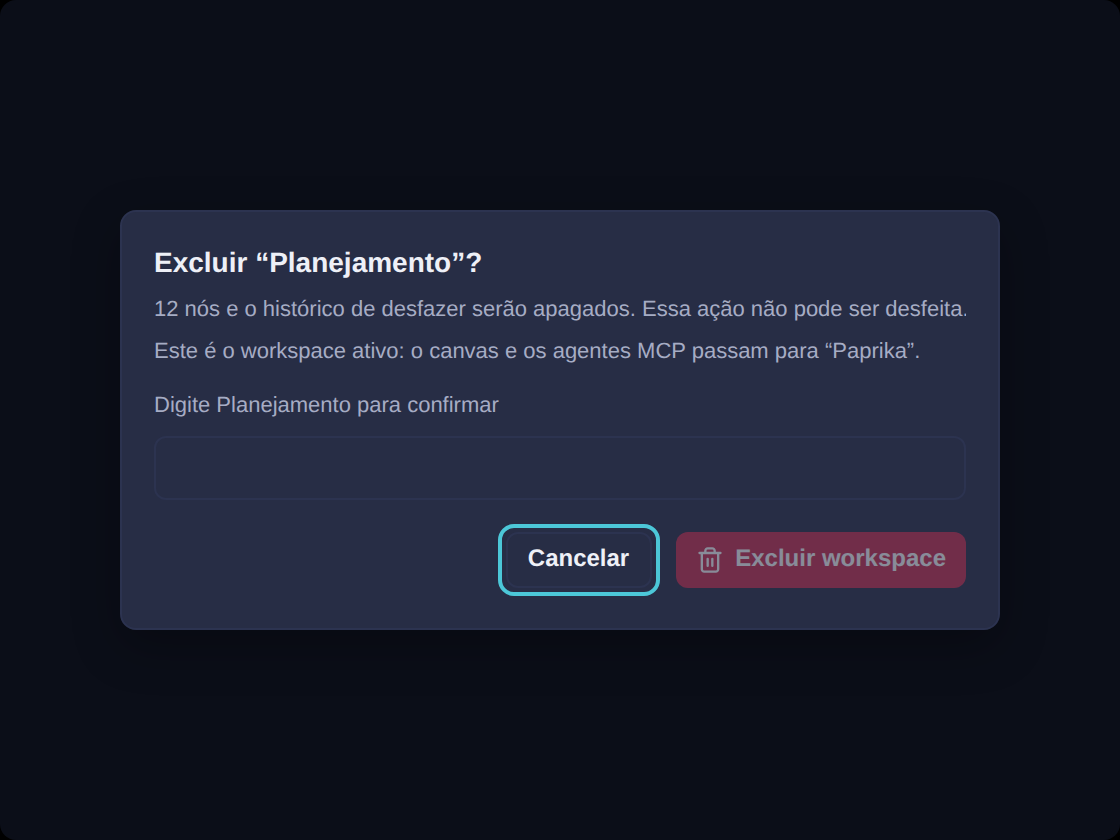 Excluir “Planejamento”?
12 nós e o histórico de desfazer serão apagados. Essa ação não pode ser desfeita.
Este é o workspace ativo: o canvas e os agentes MCP passam para “Paprika”.
Digite Planejamento para confirmar
Cancelar
Excluir workspace